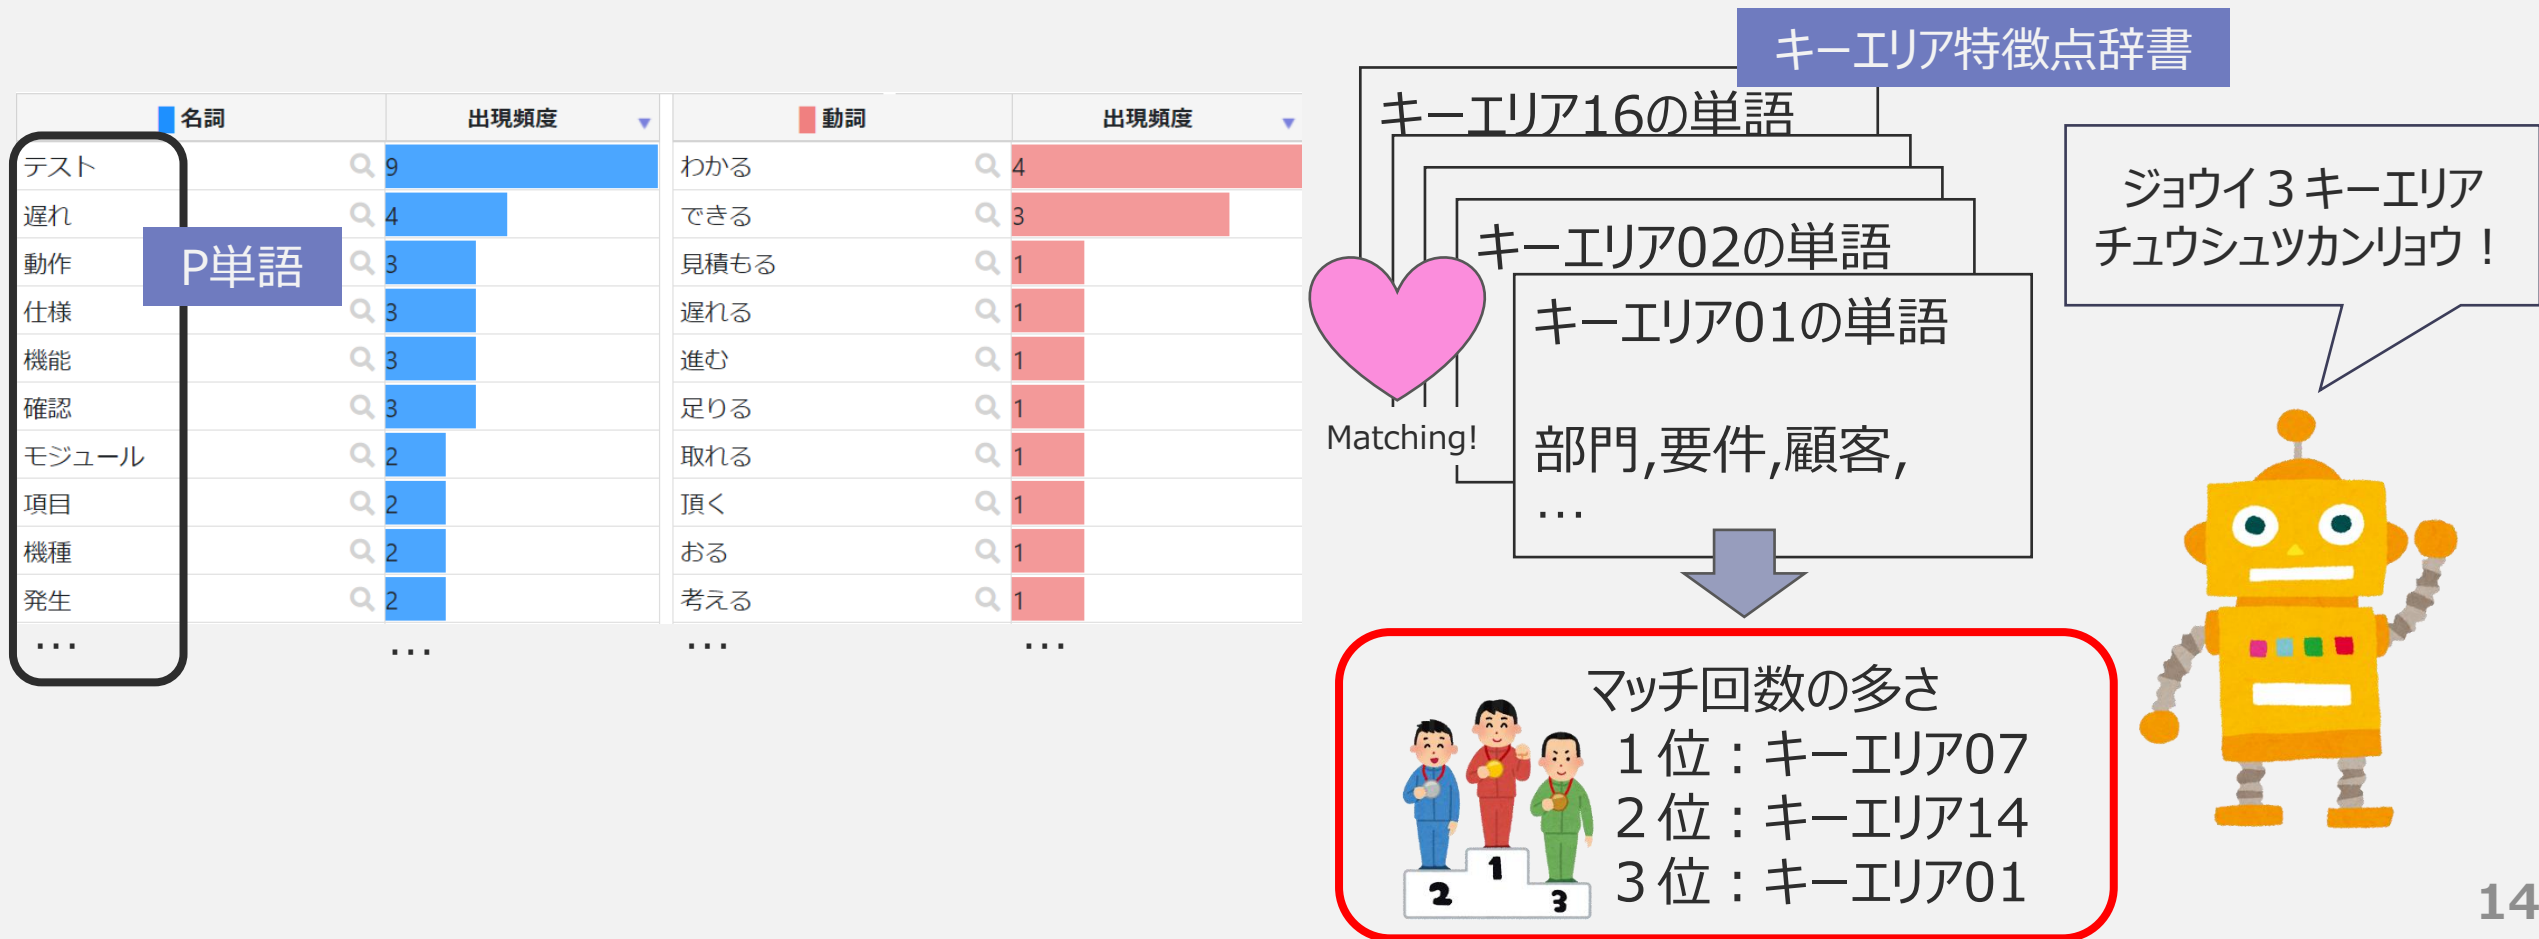 キーエリア特徴点辞書
名詞 出現頻度 動詞 出現頻度
テスト 9 わかる 4
遅れ 4 できる 3
動作 3 見積もる 1
仕様 3 遅れる 1
機能 3 進む 1
確認 3 足りる 1
モジュール 2 取れる 1
項目 2 頂く 1
機種 2 おる 1
発生 2 考える 1
... ... ... ...
P単語
キーエリア16の単語
キーエリア02の単語
キーエリア01の単語
部門,要件,顧客,
...
Matching!
ジョウイ3キーエリア
チュウシュツカンリョウ!
マッチ回数の多さ
1位:キーエリア07
2位:キーエリア14
3位:キーエリア01
1
2
3
14